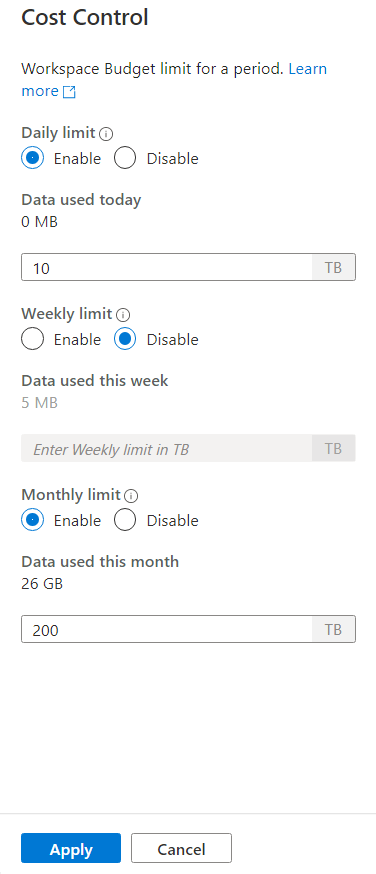 Cost Control
Workspace Budget limit for a period. Learn
more
Daily limit
Enable Disable
Data used today
0 MB
10 TB
Weekly limit
Enable Disable
Data used this week
5 MB
Enter Weekly limit in TB TB
Monthly limit
Enable Disable
Data used this month
26 GB
200 TB
Apply Cancel